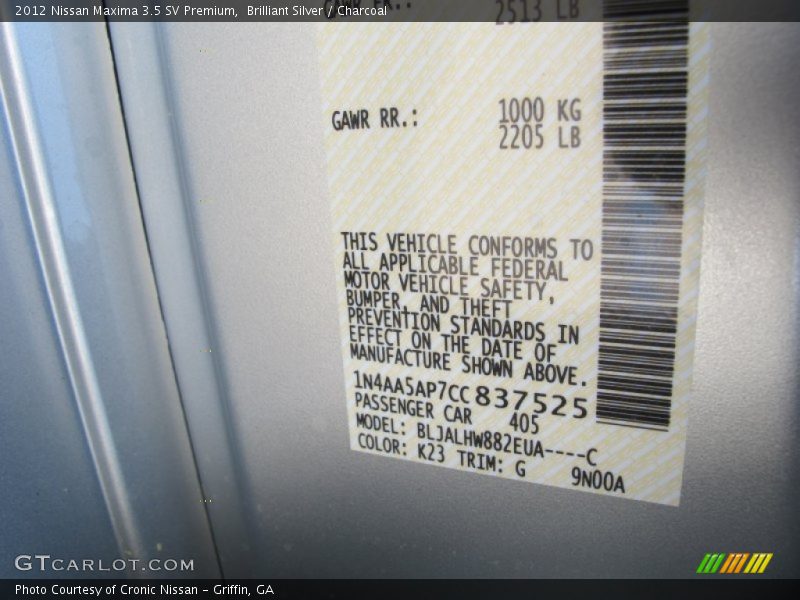 2012 Nissan Maxima 3.5 SV Premium,  Brilliant Silver / Charcoal
2513 LB
GAWR RR.: 1000 KG
2205 LB
THIS VEHICLE CONFORMS TO
ALL APPLICABLE FEDERAL
MOTOR VEHICLE SAFETY,
BUMPER, AND THEFT
PREVENTION STANDARDS IN
EFFECT ON THE DATE OF
MANUFACTURE SHOWN ABOVE.
1N4AA5AP7CC837525
PASSENGER CAR 405
MODEL: BLJALHW882EUA----C
COLOR: K23 TRIM: G 9N00A
GTCARLOT.COM
Photo Courtesy of Cronic Nissan – Griffin, GA